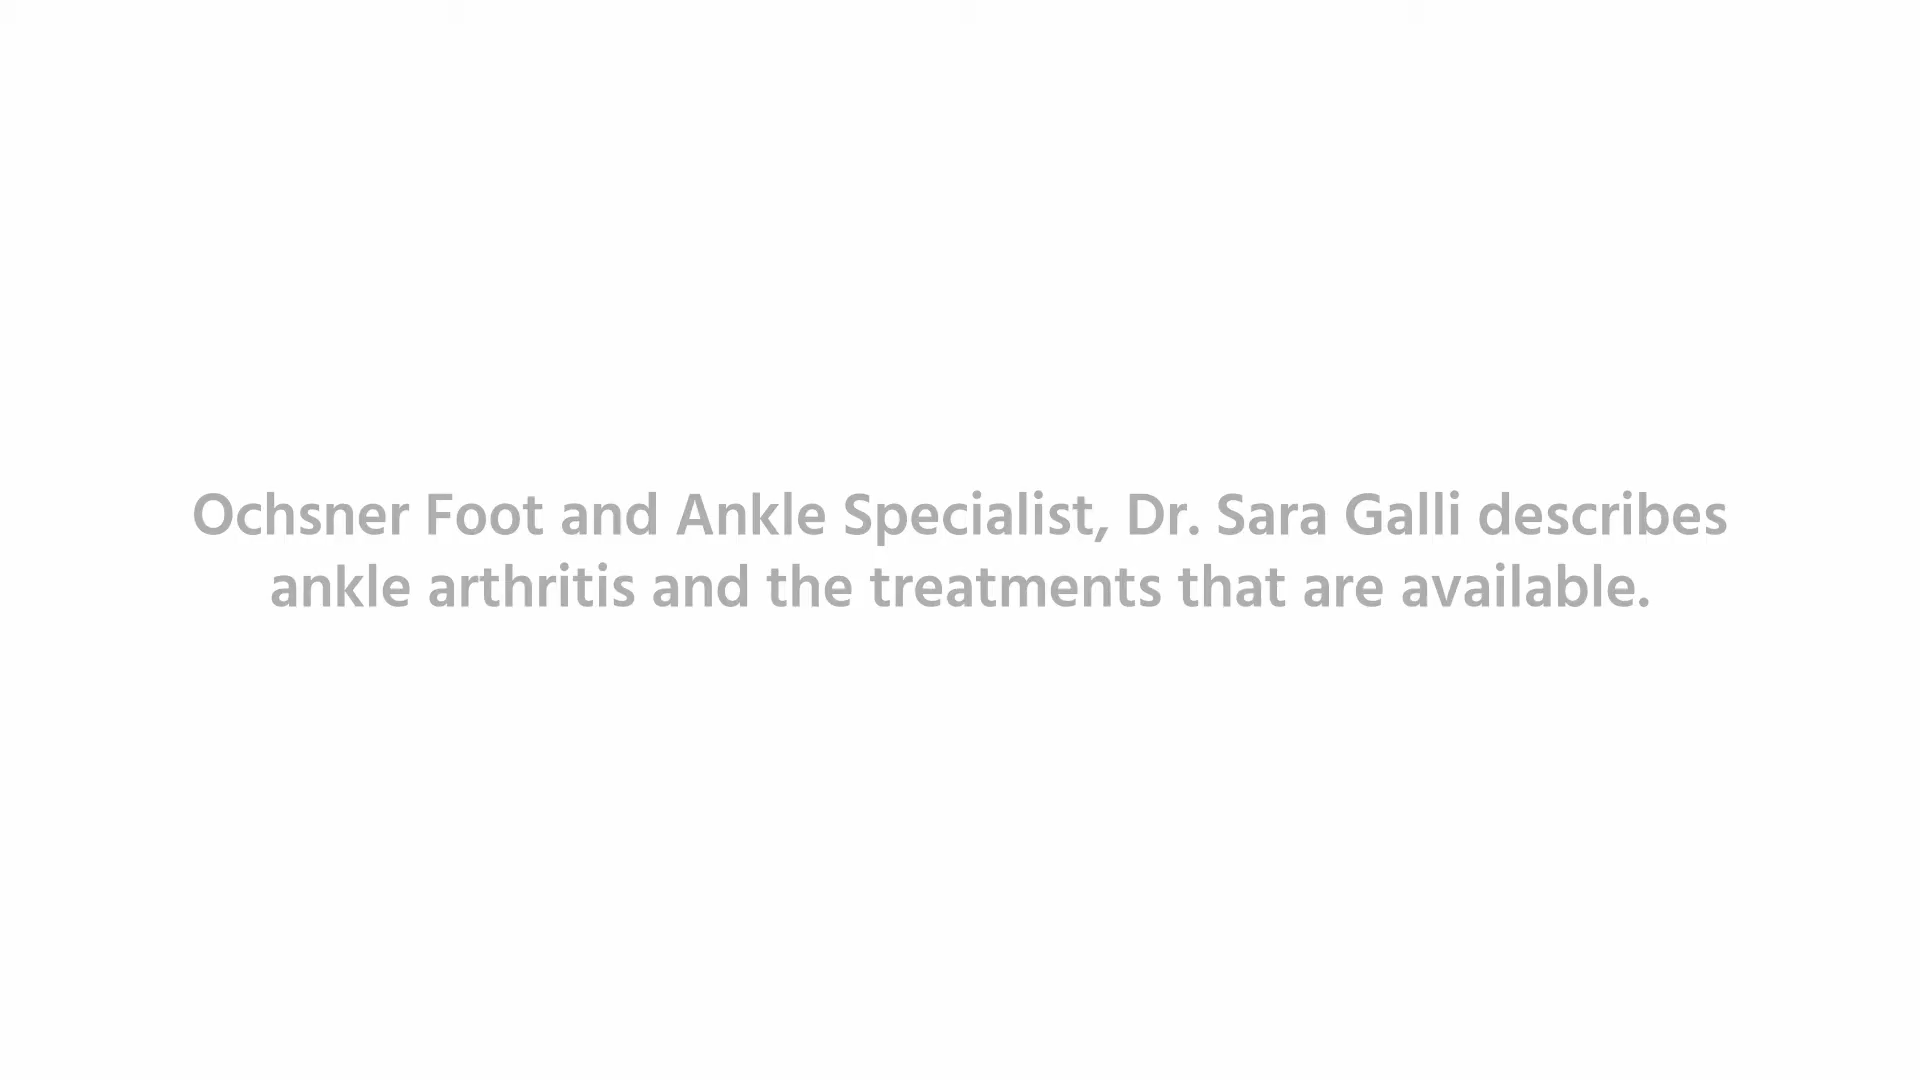 Ochsner Foot and Ankle Specialist, Dr. Sara Galli describes
ankle arthritis and the treatments that are available.